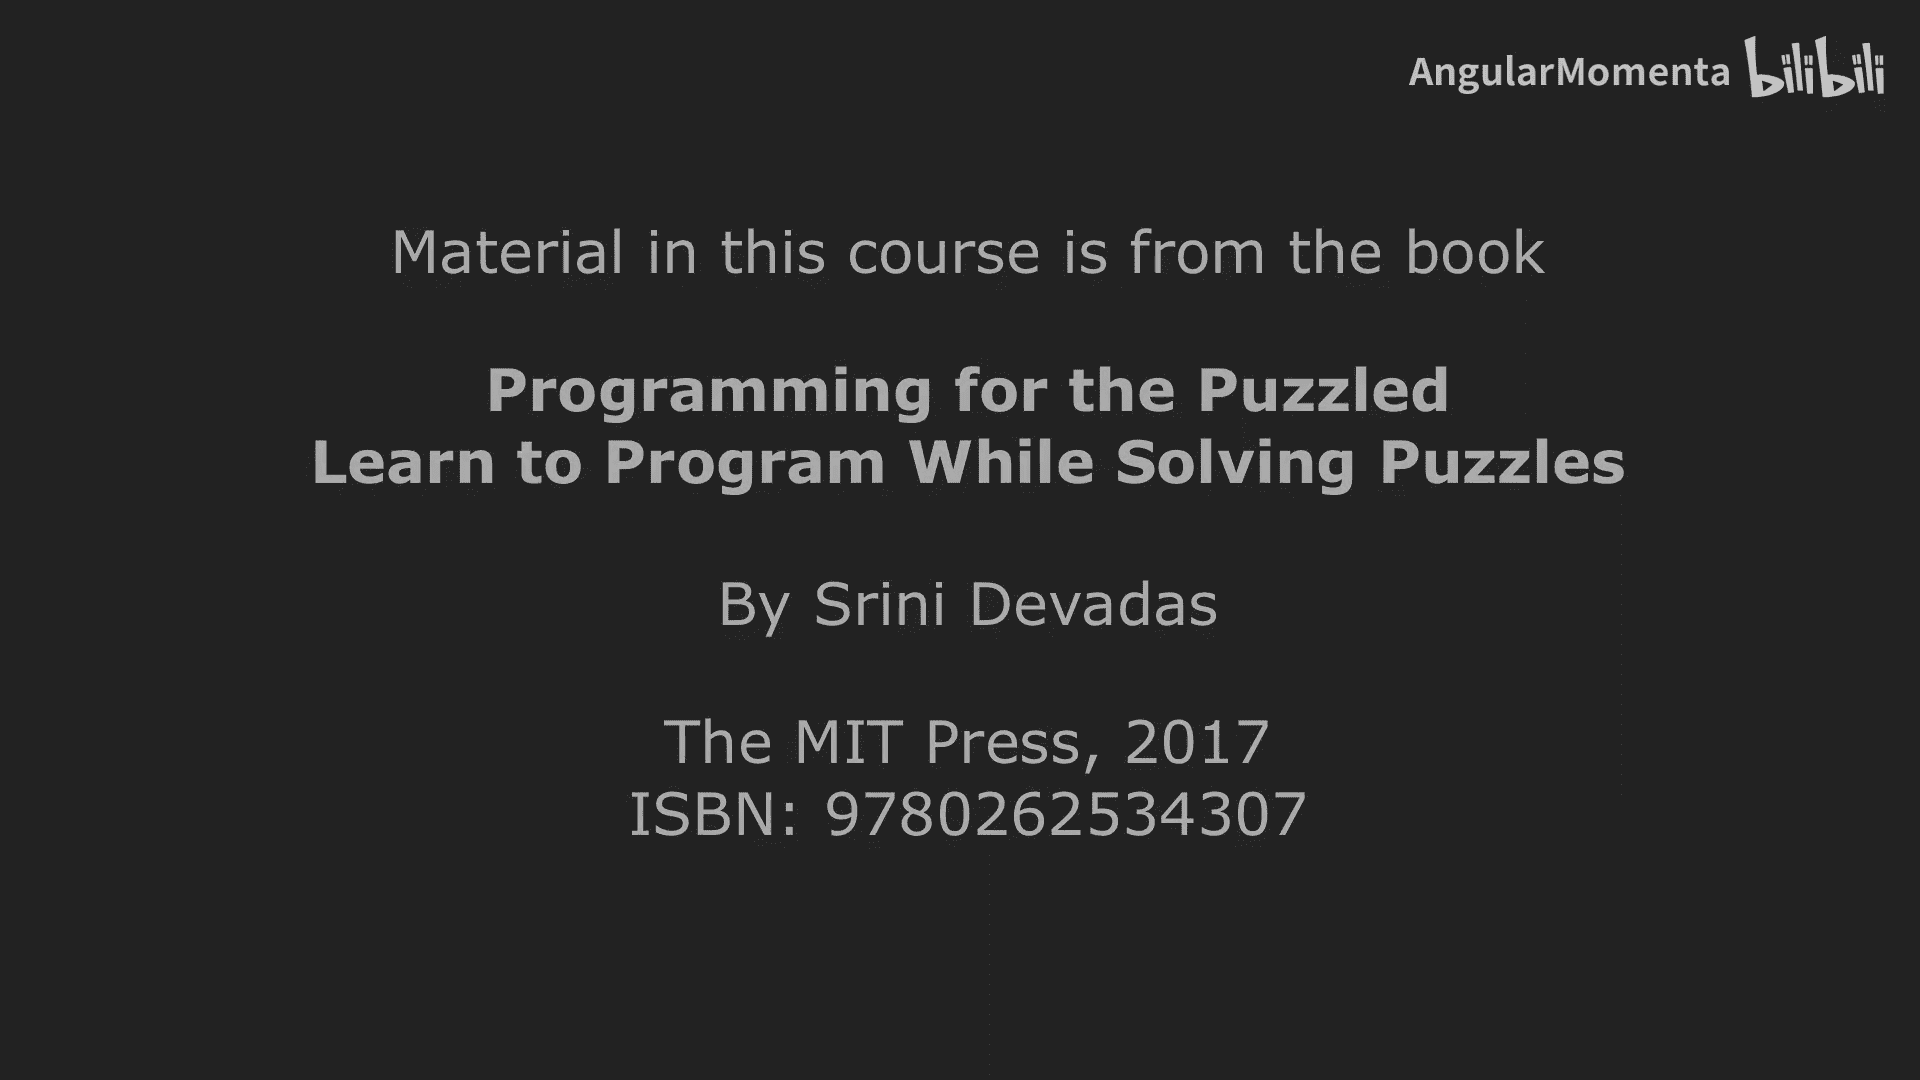 AngularMomenta bilibili
Material in this course is from the book
Programming for the Puzzled
Learn to Program While Solving Puzzles
By Srini Devadas
The MIT Press, 2017
ISBN: 9780262534307